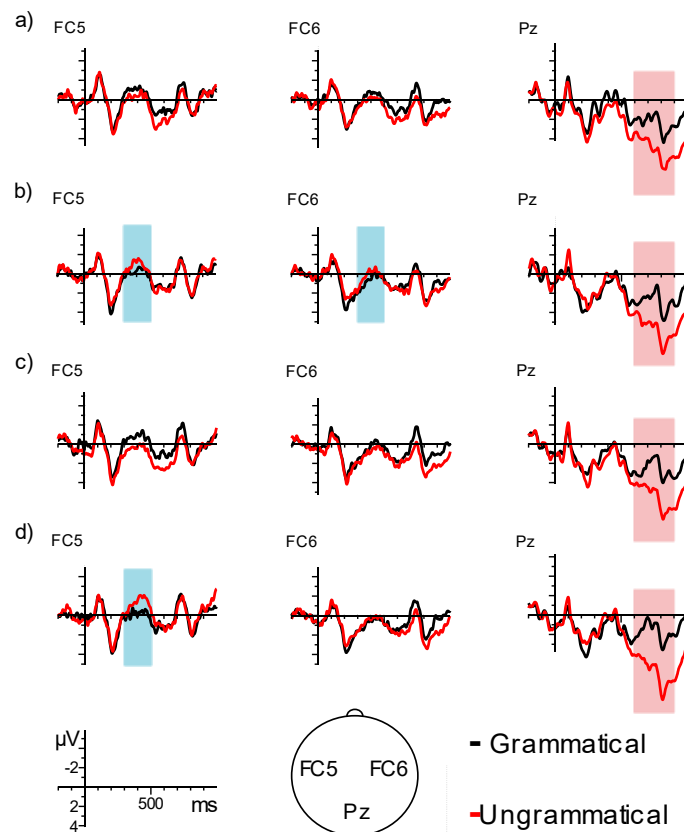 a) FC5 FC6 Pz
b) FC5 FC6 Pz
c) FC5 FC6 Pz
d) FC5 FC6 Pz
µV
-2
2
4
500 ms
FC5 FC6
Pz
Grammatical
Ungrammatical